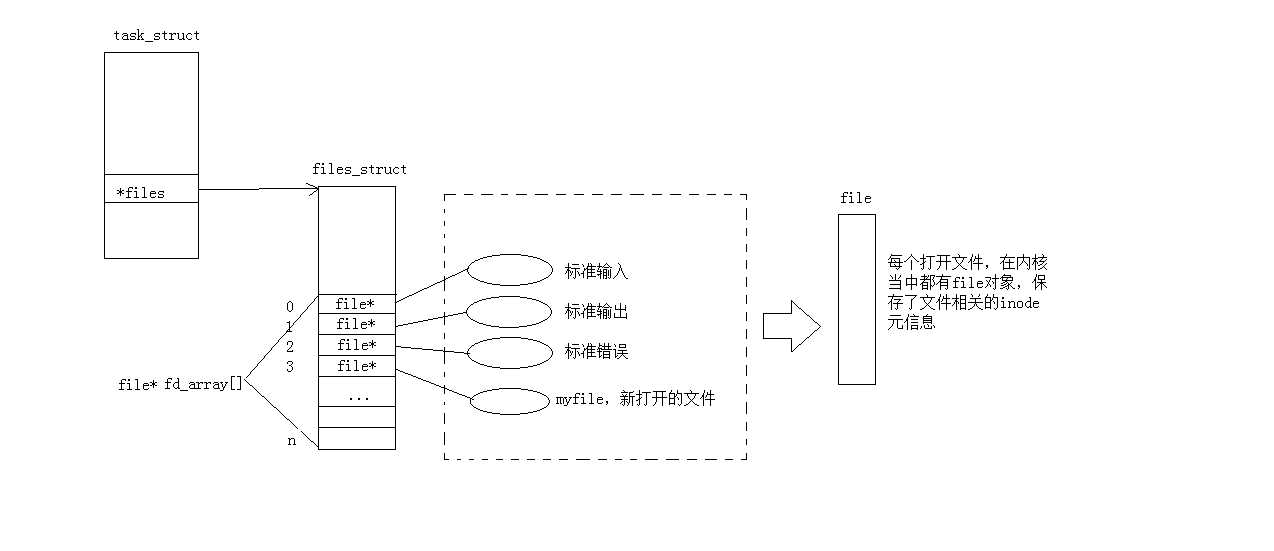 task_struct
*files
files_struct
file* fd_array[]
0
1
2
3
n
file*
file*
file*
file*
...
标准输入
标准输出
标准错误
myfile，新打开的文件
file
每个打开文件，在内核
当中都有file对象，保
存了文件相关的inode
元信息